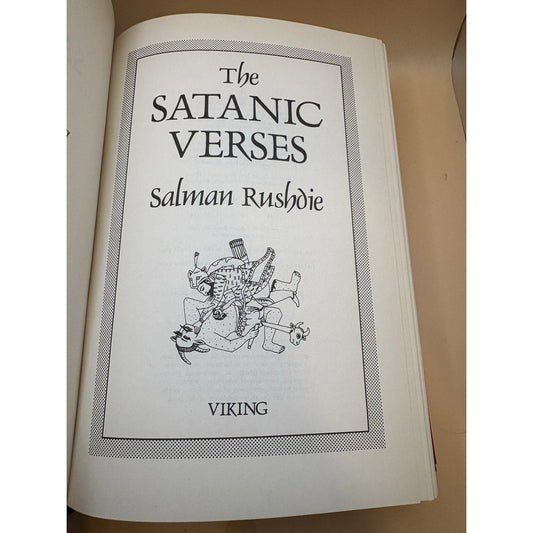 The
SATANIC
VERSES
Salman Rushdie
VIKING